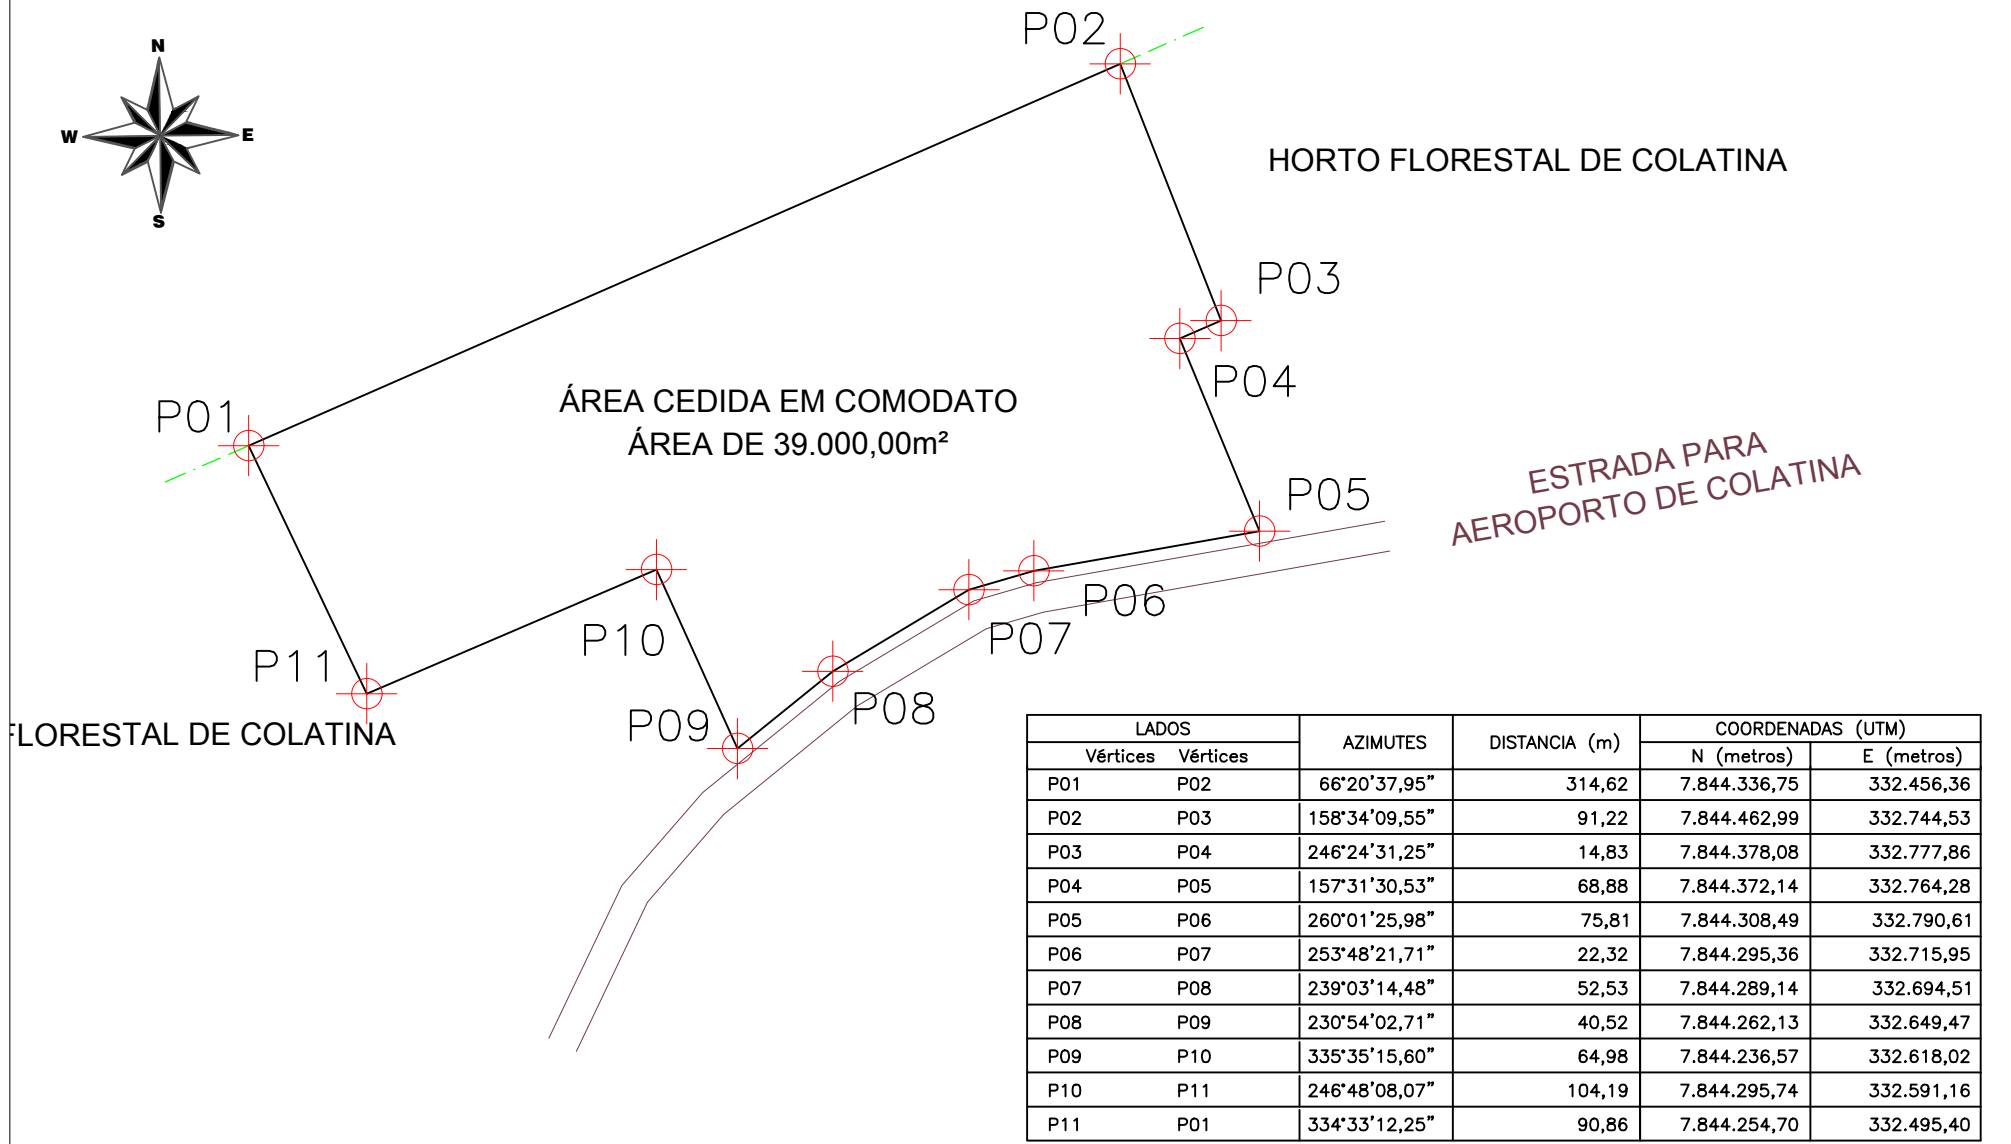 N
W
E
S
P02
HORTO FLORESTAL DE COLATINA
P03
P04
P01
ÁREA CEDIDA EM COMODATO
ÁREA DE 39.000,00m²
P05
ESTRADA PARA
AEROPORTO DE COLATINA
P06
P07
P10
P11
P08
P09
FLORESTAL DE COLATINA
LADOS AZIMUTES DISTANCIA (m) COORDENADAS (UTM)
Vértices Vértices N (metros) E (metros)
P01 P02 66°20'37,95" 314,62 7.844.336,75 332.456,36
P02 P03 158°34'09,55" 91,22 7.844.462,99 332.744,53
P03 P04 246°24'31,25" 14,83 7.844.378,08 332.777,86
P04 P05 157°31'30,53" 68,88 7.844.372,14 332.764,28
P05 P06 260°01'25,98" 75,81 7.844.308,49 332.790,61
P06 P07 253°48'21,71" 22,32 7.844.295,36 332.715,95
P07 P08 239°03'14,48" 52,53 7.844.289,14 332.694,51
P08 P09 230°54'02,71" 40,52 7.844.262,13 332.649,47
P09 P10 335°35'15,60" 64,98 7.844.236,57 332.618,02
P10 P11 246°48'08,07" 104,19 7.844.295,74 332.591,16
P11 P01 334°33'12,25" 90,86 7.844.254,70 332.495,40